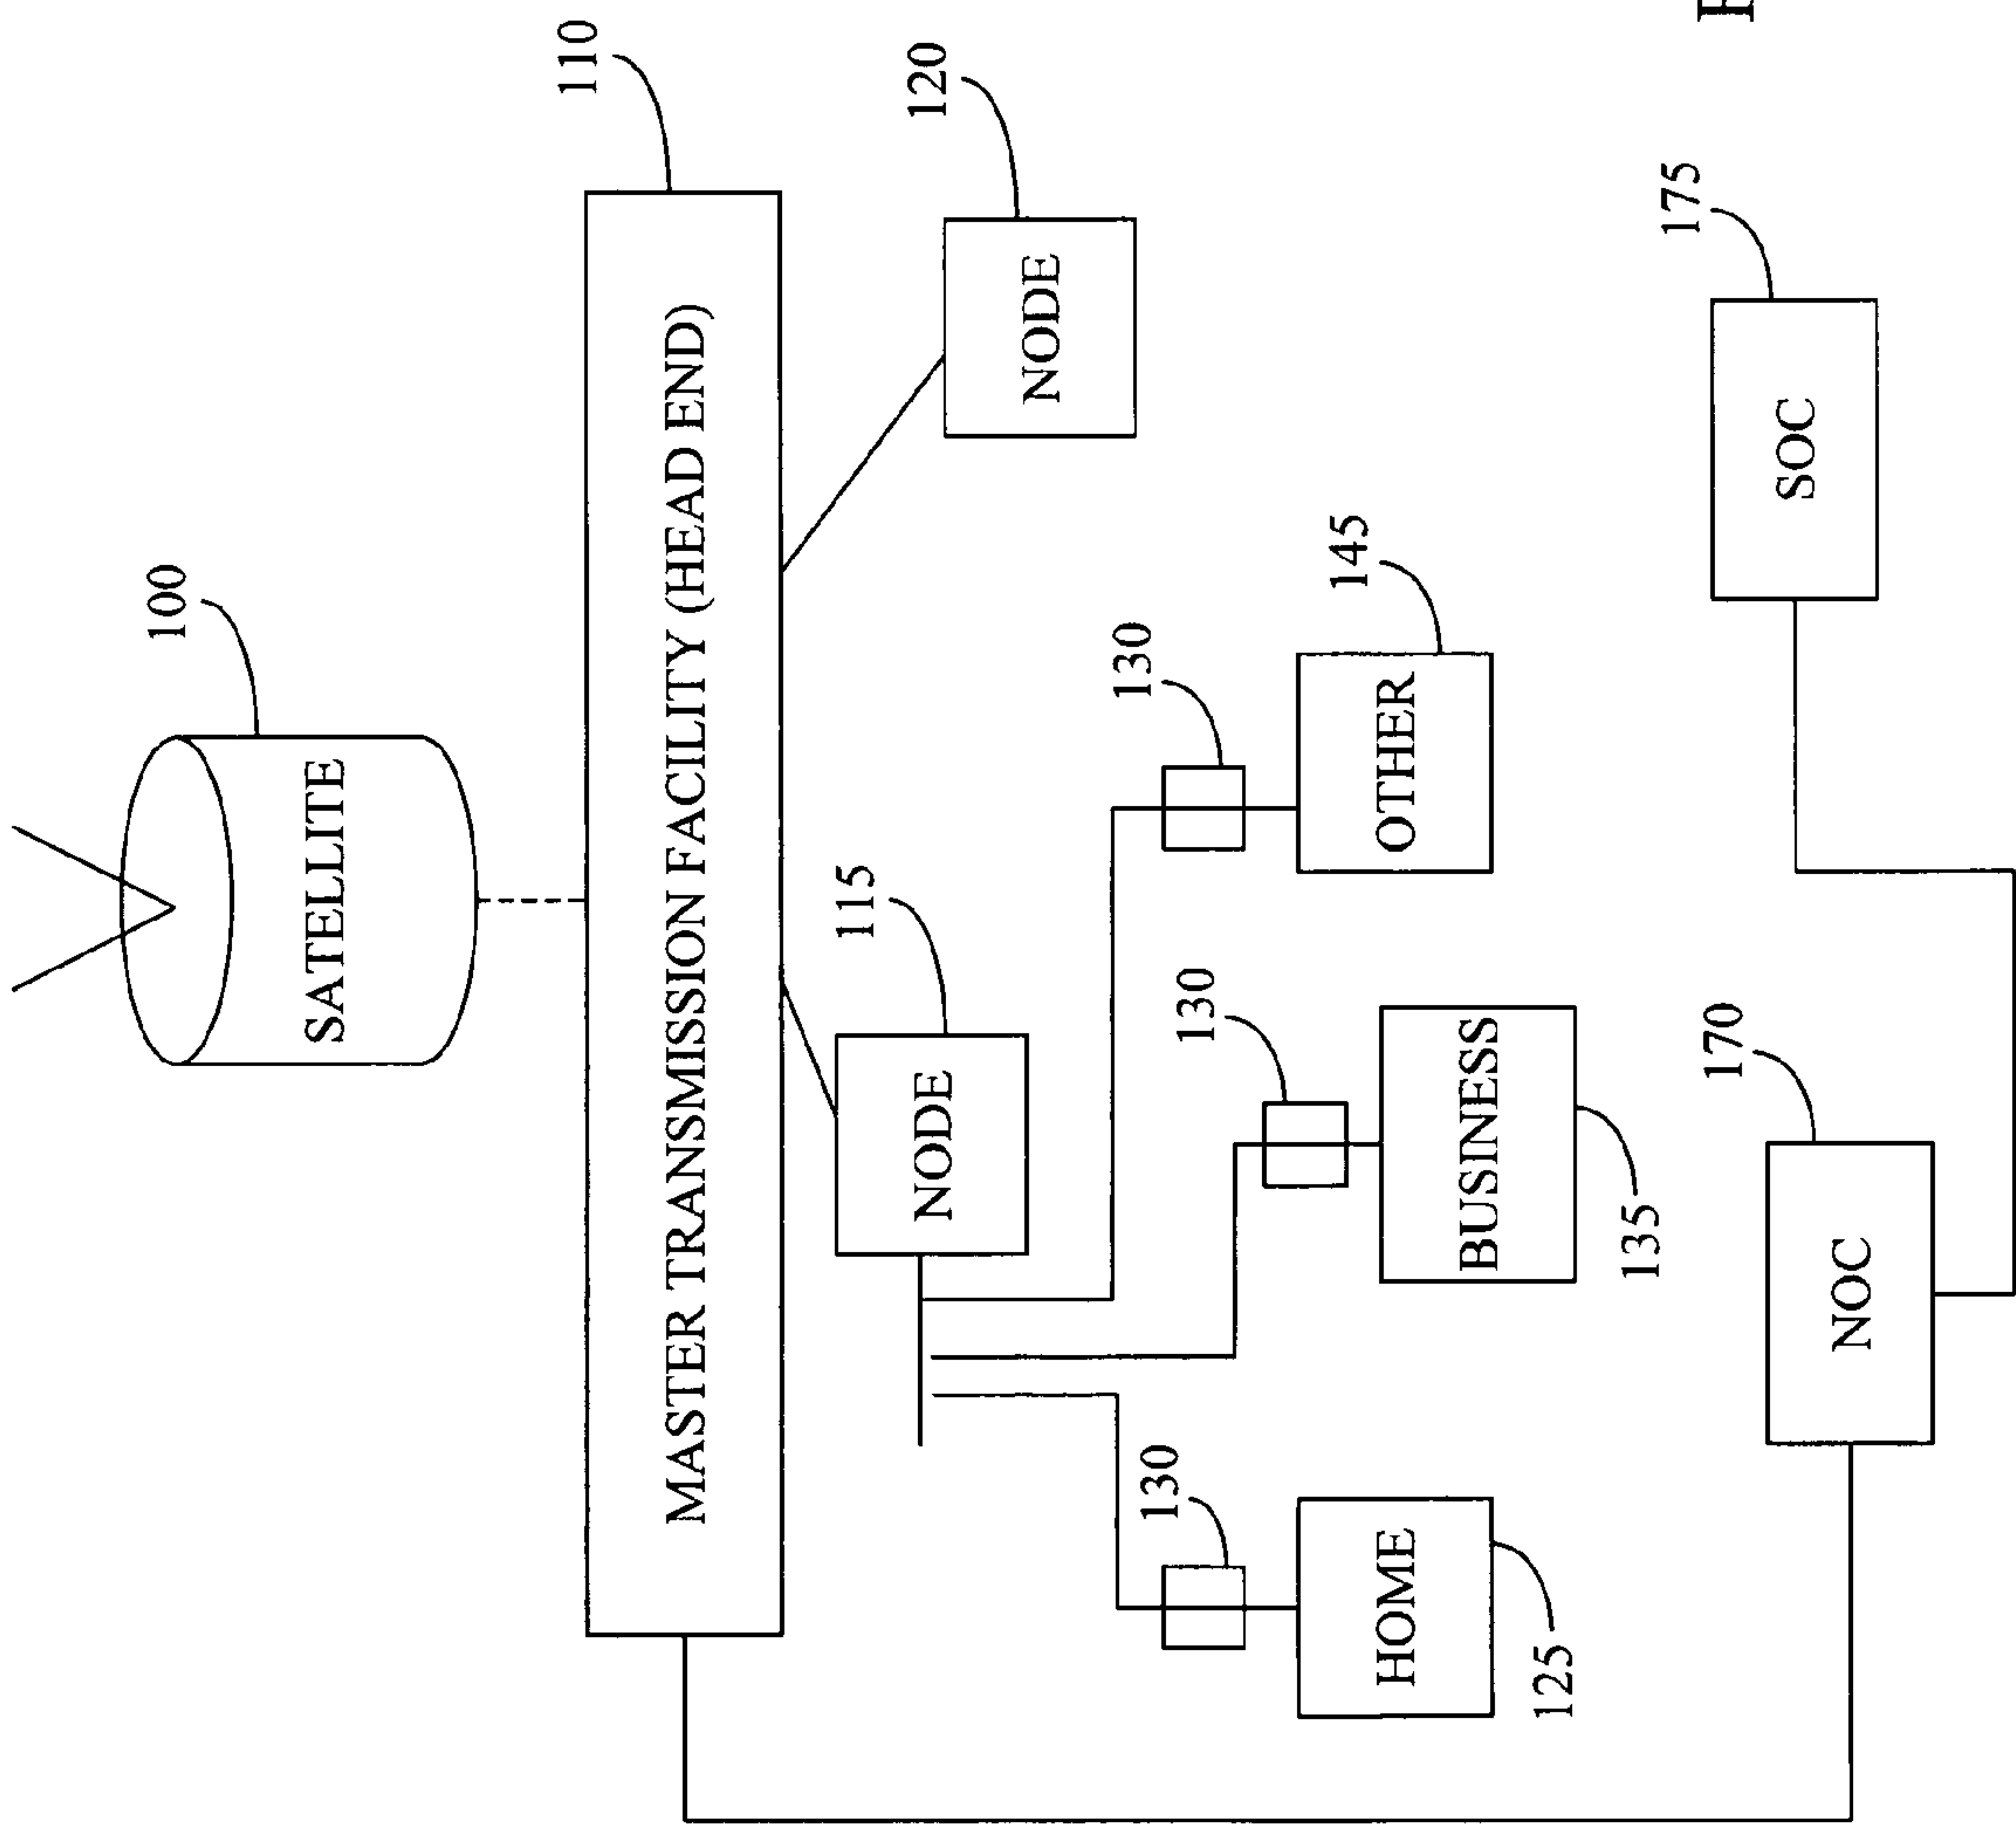 100
SATELLITE
110
MASTER TRANSMISSION FACILITY (HEAD END)
115
NODE
120
NODE
130
130
130
HOME
125
BUSINESS
135
OTHER
145
170
NOC
175
SOC